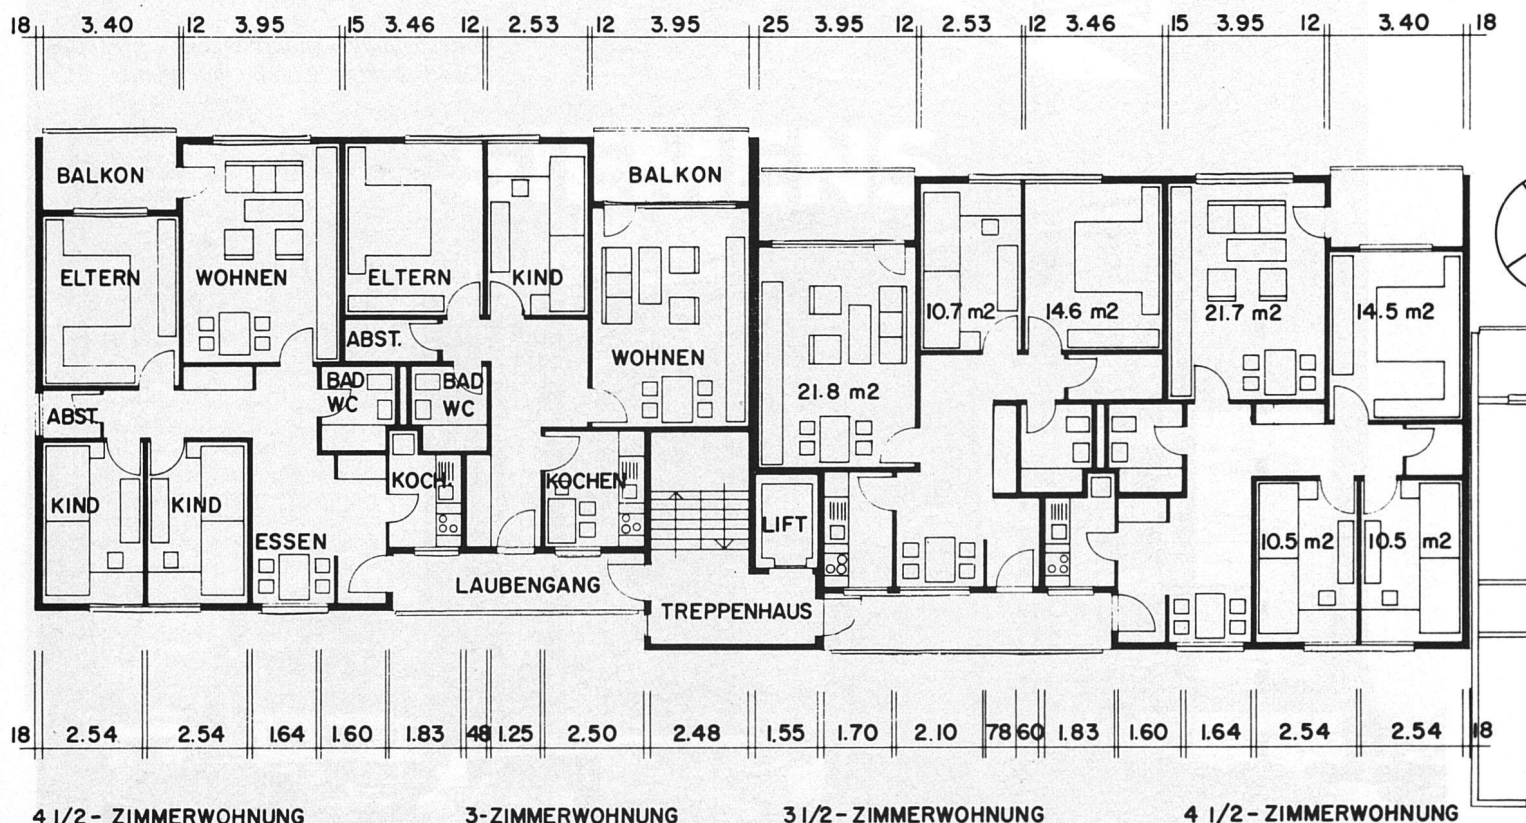 18 3.40 12 3.95 15 3.46 12 2.53 12 3.95 25 3.95 12 2.53 12 3.46 15 3.95 12 3.40 18
BALKON
BALKON
ELTERN WOHNEN ELTERN KIND
10.7 m2 14.6 m2 21.7 m2 14.5 m2
ABST.
WOHNEN
BAD
WC
BAD
WC
21.8 m2
ABST.
KIND KIND KOCH. KOCHEN
LIFT
ESSEN
10.5 m2 10.5 m2
LAUBENGANG
TREPPENHAUS
18 2.54 2.54 1.64 1.60 1.83 48 1.25 2.50 2.48 1.55 1.70 2.10 78 60 1.83 1.60 1.64 2.54 2.54 18
4 1/2 - ZIMMERWOHNUNG 3-ZIMMERWOHNUNG 3 1/2 - ZIMMERWOHNUNG 4 1/2 - ZIMMERWOHNUNG